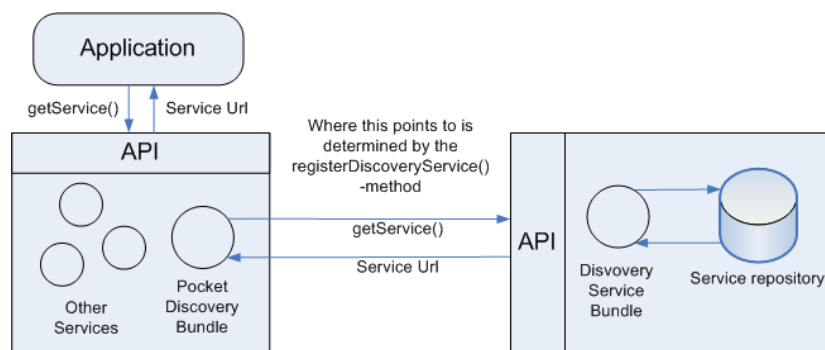 Application
getService()
Service Url
API
Where this points to is
determined by the
registerDiscoveryService()
-method
getService()
Service Url
Other
Services
Pocket
Discovery
Bundle
API
Disvovery
Service
Bundle
Service repository